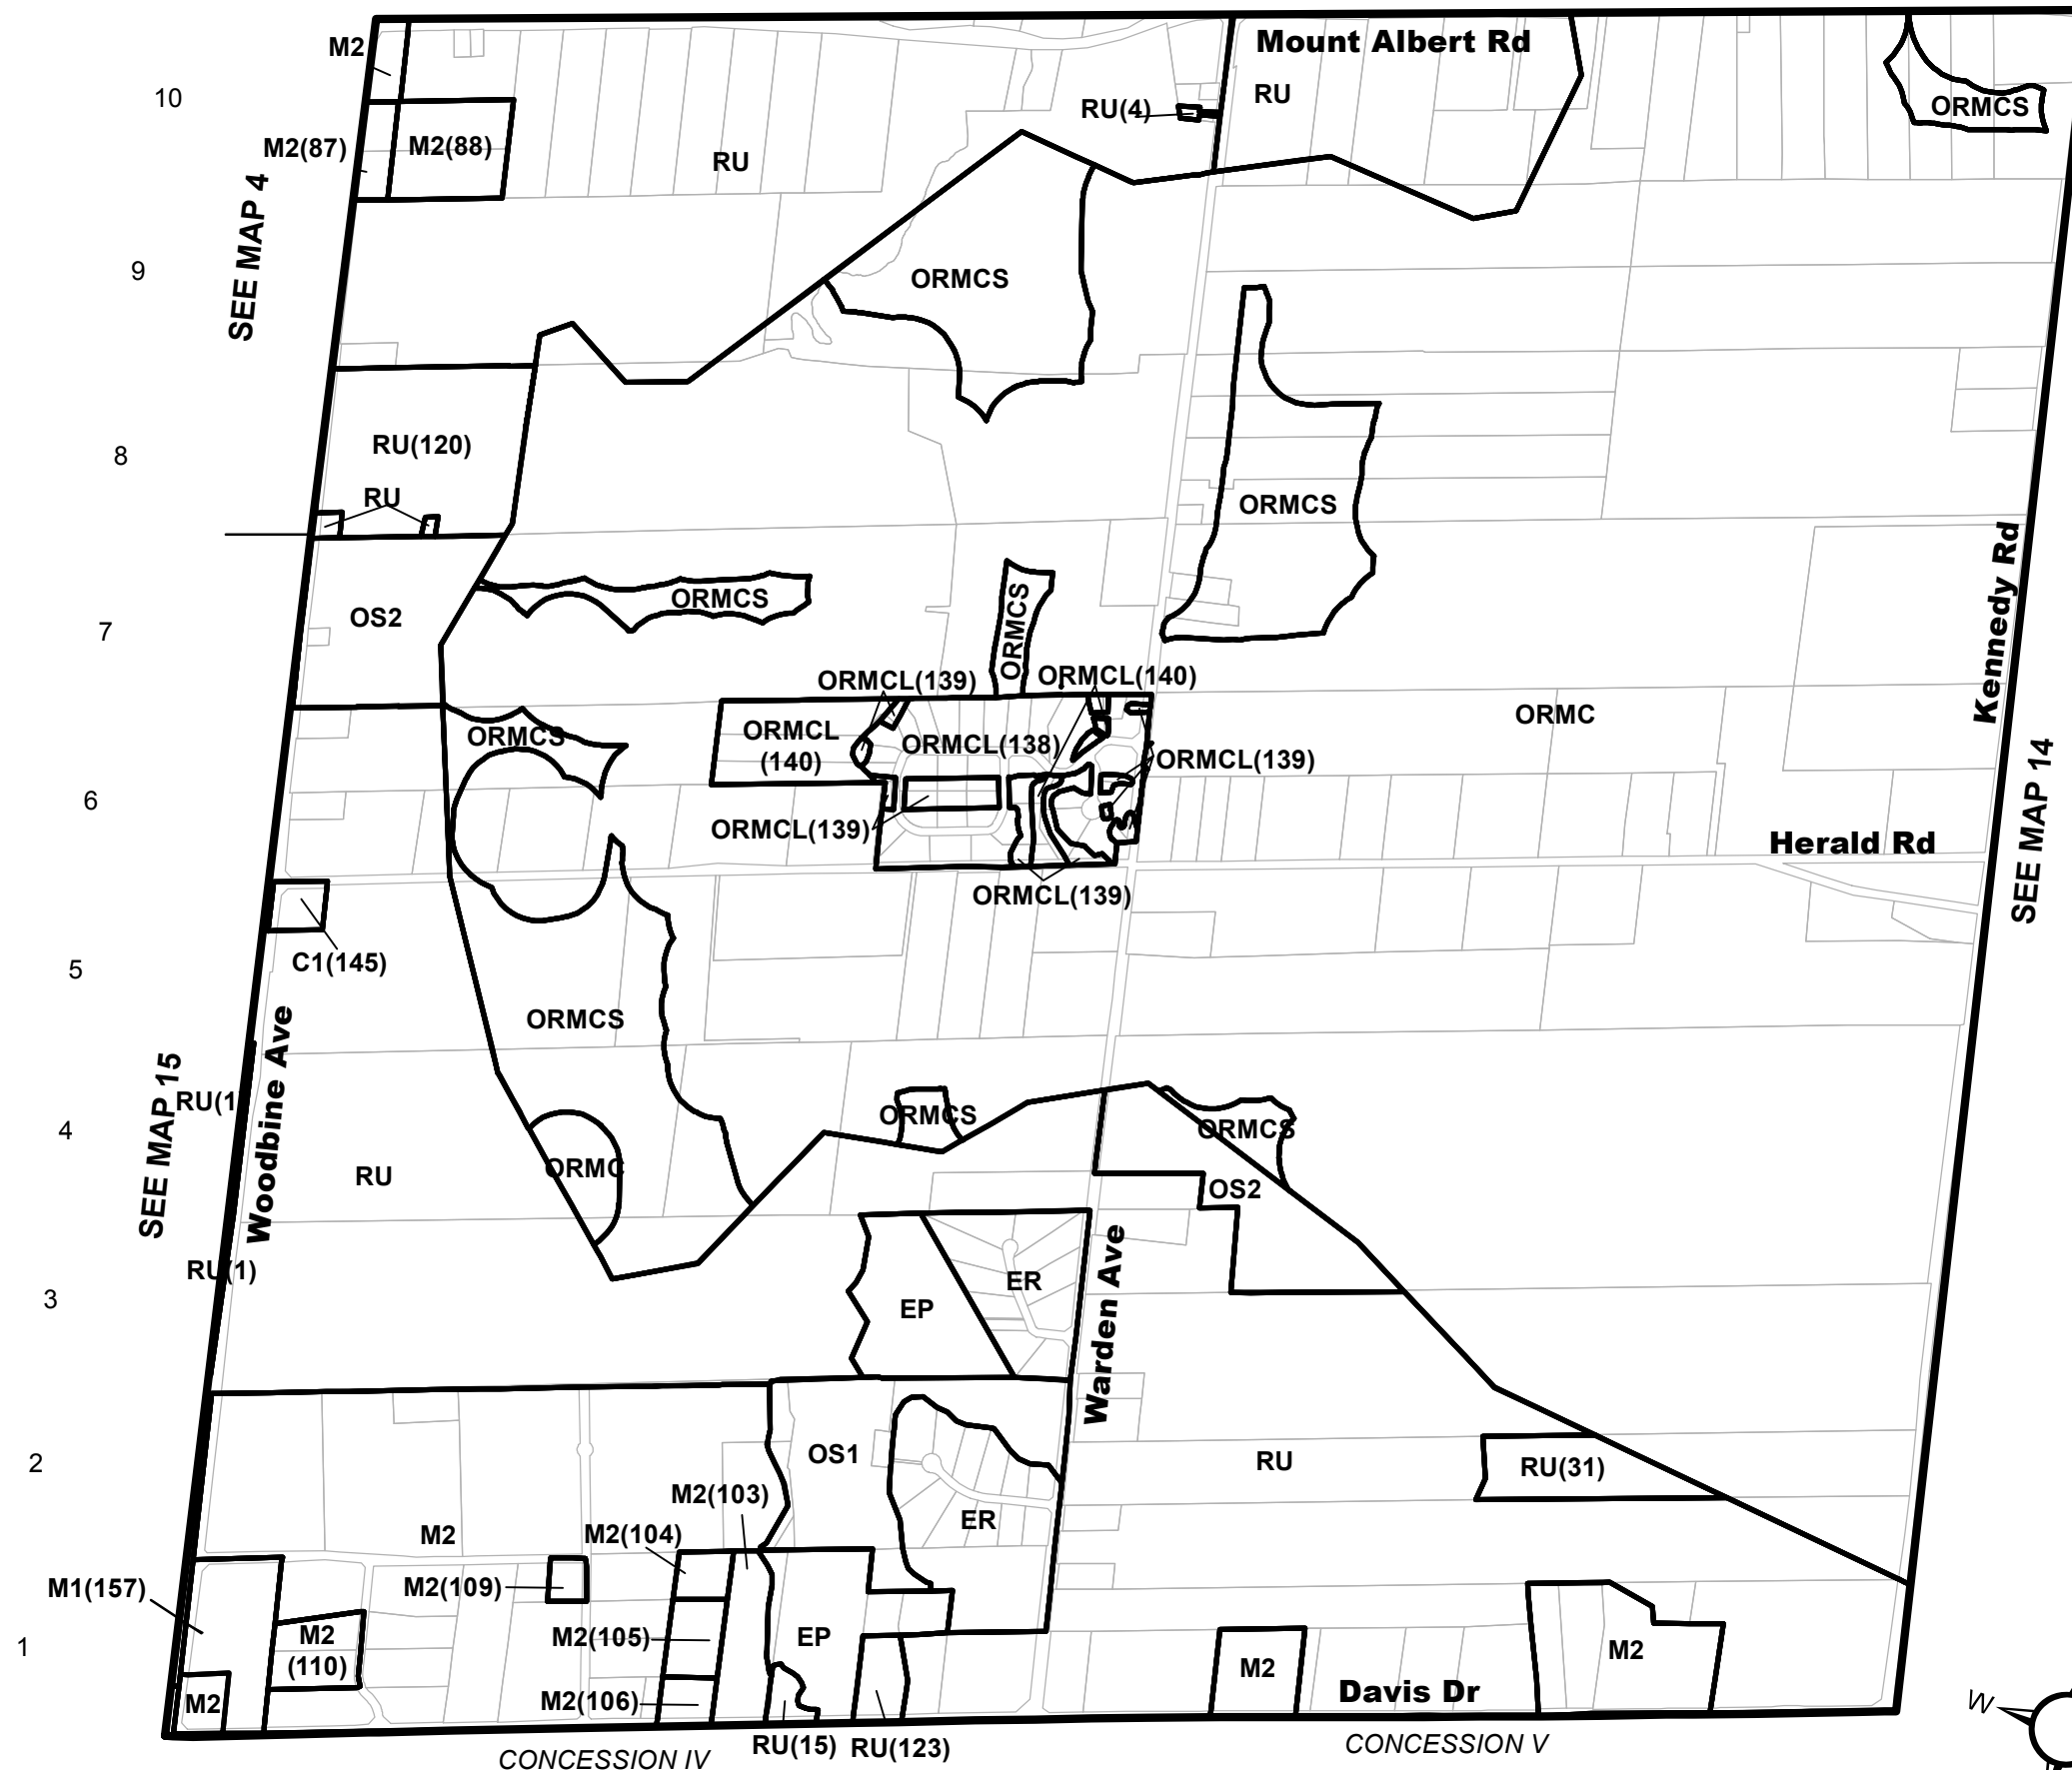 M2
Mount Albert Rd
10
RU(4)
RU
ORMCS
M2(87)
M2(88)
RU
SEE MAP 4
9
ORMCS
8
RU(120)
RU
ORMCS
Kennedy Rd
7
OS2
ORMCS
ORMCS
ORMCL(139)
ORMCL(140)
ORMC
ORMCS
ORMCL
(140)
ORMCL(138)
ORMCL(139)
SEE MAP 14
6
ORMCL(139)
Herald Rd
ORMCL(139)
C1(145)
5
ORMCS
Woodbine Ave
SEE MAP 15
RU(1
4
ORMCS
ORMCS
RU
ORMC
OS2
RU(1)
3
EP
ER
Warden Ave
2
OS1
RU
RU(31)
M2(103)
M2
M2(104)
ER
M1(157)
M2(109)
1
M2
(110)
M2(105)
EP
M2
M2
M2
M2(106)
Davis Dr
W
CONCESSION IV
RU(15)
RU(123)
CONCESSION V